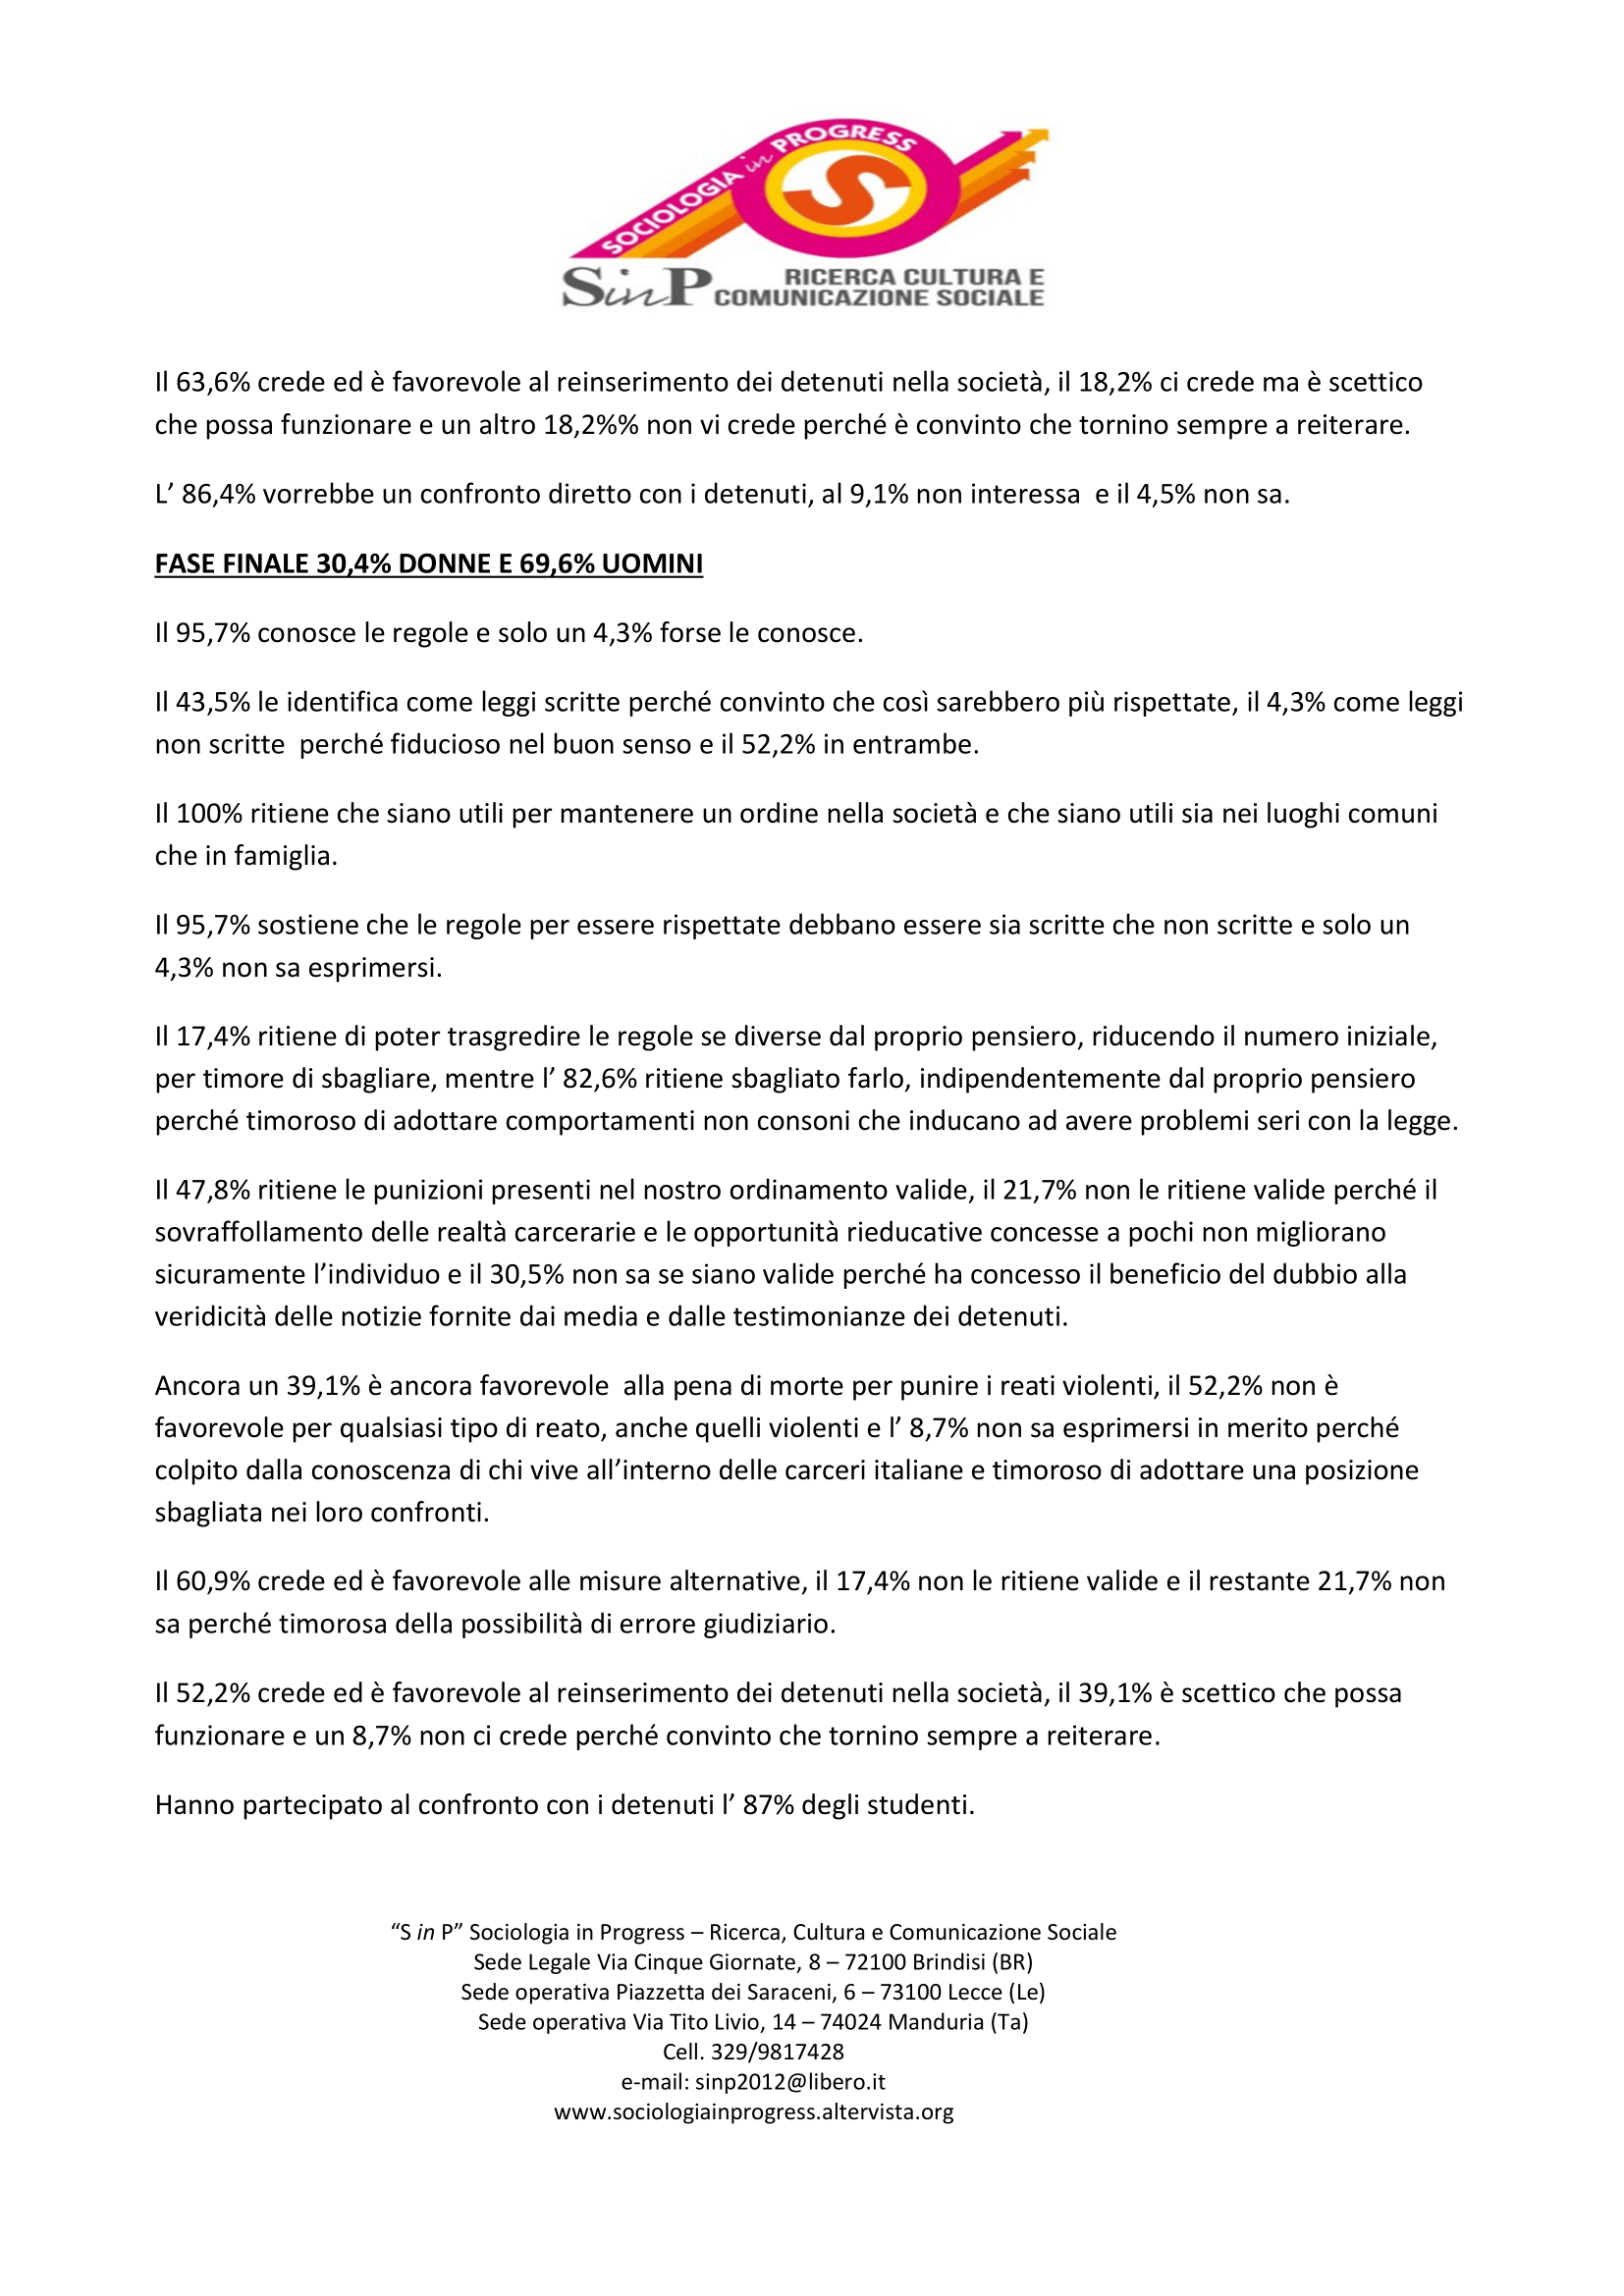 SOCIOLOGIA in PROGRESS
S
SinP RICERCA CULTURA E
COMUNICAZIONE SOCIALE
Il 63,6% crede ed è favorevole al reinserimento dei detenuti nella società, il 18,2% ci crede ma è scettico
che possa funzionare e un altro 18,2%% non vi crede perché è convinto che tornino sempre a reiterare.
L’ 86,4% vorrebbe un confronto diretto con i detenuti, al 9,1% non interessa  e il 4,5% non sa.
FASE FINALE 30,4% DONNE E 69,6% UOMINI
Il 95,7% conosce le regole e solo un 4,3% forse le conosce.
Il 43,5% le identifica come leggi scritte perché convinto che così sarebbero più rispettate, il 4,3% come leggi
non scritte  perché fiducioso nel buon senso e il 52,2% in entrambe.
Il 100% ritiene che siano utili per mantenere un ordine nella società e che siano utili sia nei luoghi comuni
che in famiglia.
Il 95,7% sostiene che le regole per essere rispettate debbano essere sia scritte che non scritte e solo un
4,3% non sa esprimersi.
Il 17,4% ritiene di poter trasgredire le regole se diverse dal proprio pensiero, riducendo il numero iniziale,
per timore di sbagliare, mentre l’ 82,6% ritiene sbagliato farlo, indipendentemente dal proprio pensiero
perché timoroso di adottare comportamenti non consoni che inducano ad avere problemi seri con la legge.
Il 47,8% ritiene le punizioni presenti nel nostro ordinamento valide, il 21,7% non le ritiene valide perché il
sovraffollamento delle realtà carcerarie e le opportunità rieducative concesse a pochi non migliorano
sicuramente l’individuo e il 30,5% non sa se siano valide perché ha concesso il beneficio del dubbio alla
veridicità delle notizie fornite dai media e dalle testimonianze dei detenuti.
Ancora un 39,1% è ancora favorevole  alla pena di morte per punire i reati violenti, il 52,2% non è
favorevole per qualsiasi tipo di reato, anche quelli violenti e l’ 8,7% non sa esprimersi in merito perché
colpito dalla conoscenza di chi vive all’interno delle carceri italiane e timoroso di adottare una posizione
sbagliata nei loro confronti.
Il 60,9% crede ed è favorevole alle misure alternative, il 17,4% non le ritiene valide e il restante 21,7% non
sa perché timorosa della possibilità di errore giudiziario.
Il 52,2% crede ed è favorevole al reinserimento dei detenuti nella società, il 39,1% è scettico che possa
funzionare e un 8,7% non ci crede perché convinto che tornino sempre a reiterare.
Hanno partecipato al confronto con i detenuti l’ 87% degli studenti.
“S in P” Sociologia in Progress – Ricerca, Cultura e Comunicazione Sociale
Sede Legale Via Cinque Giornate, 8 – 72100 Brindisi (BR)
Sede operativa Piazzetta dei Saraceni, 6 – 73100 Lecce (Le)
Sede operativa Via Tito Livio, 14 – 74024 Manduria (Ta)
Cell. 329/9817428
e-mail: sinp2012@libero.it
www.sociologiainprogress.altervista.org